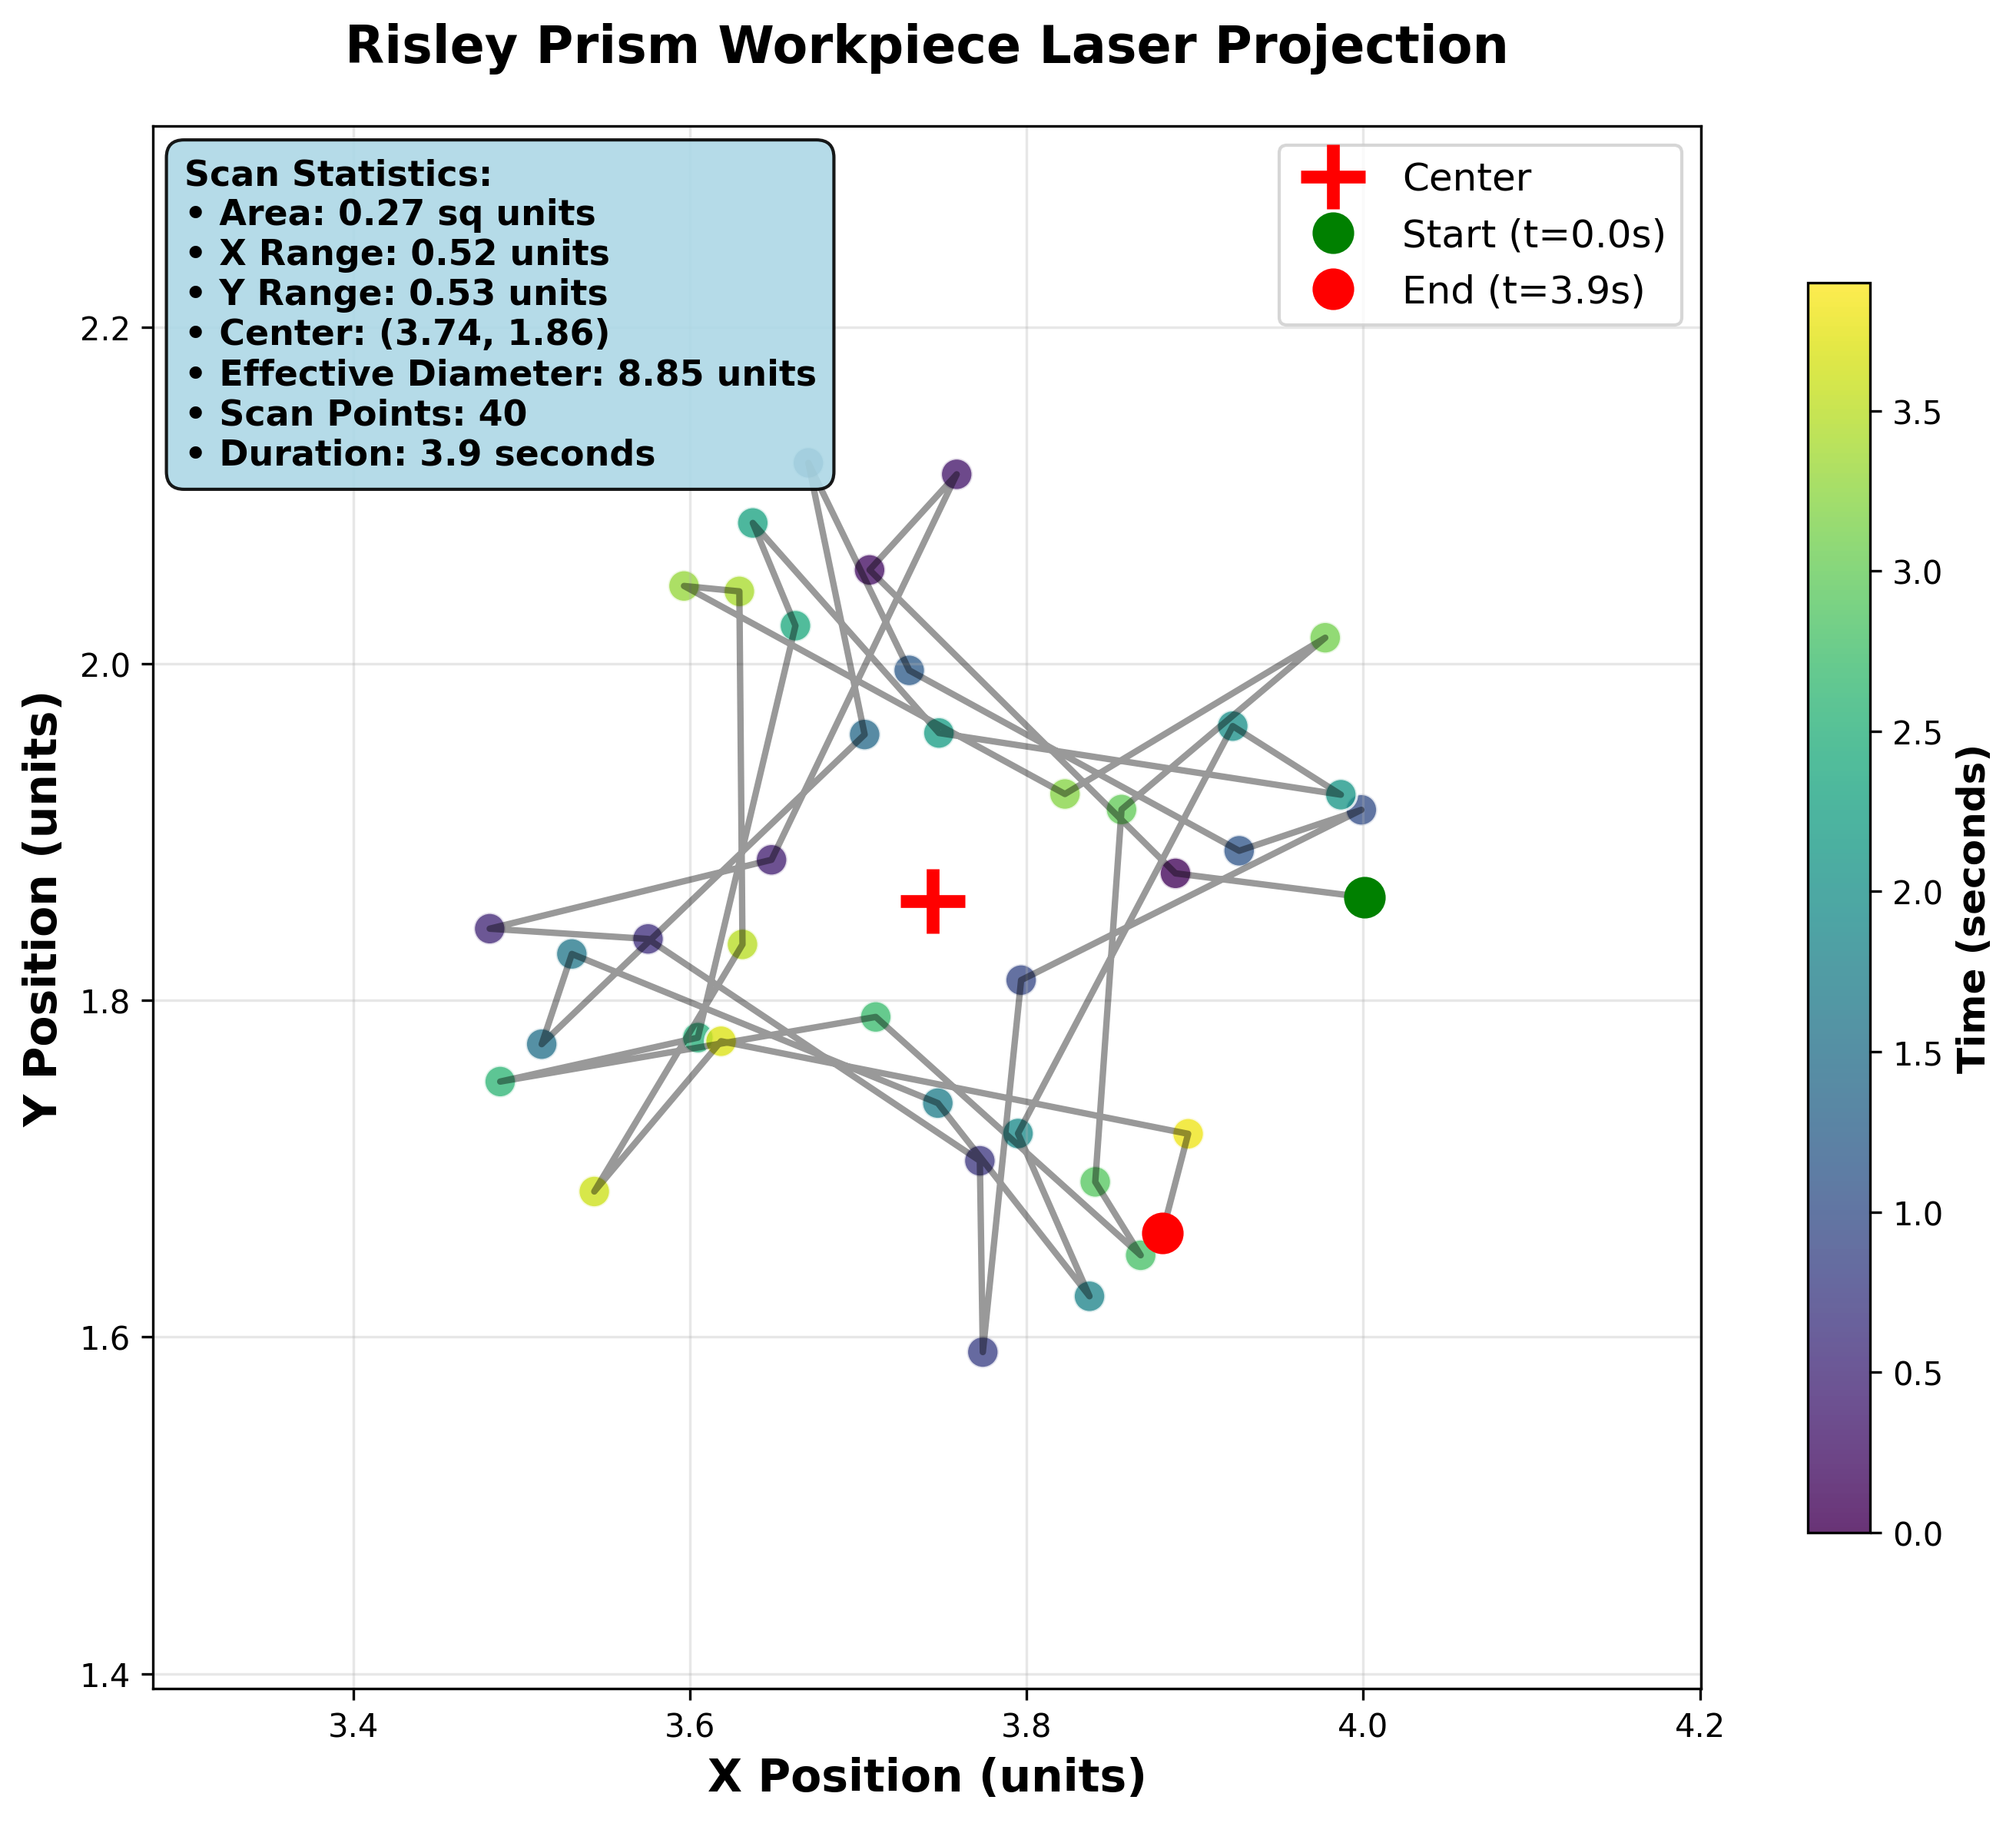 Risley Prism Workpiece Laser Projection
Scan Statistics:
• Area: 0.27 sq units
• X Range: 0.52 units
• Y Range: 0.53 units
• Center: (3.74, 1.86)
• Effective Diameter: 8.85 units
• Scan Points: 40
• Duration: 3.9 seconds
Center
Start (t=0.0s)
End (t=3.9s)
2.2
2.0
1.8
1.6
1.4
Y Position (units)
3.4
3.6
3.8
4.0
4.2
X Position (units)
3.5
3.0
2.5
2.0
1.5
1.0
0.5
0.0
Time (seconds)